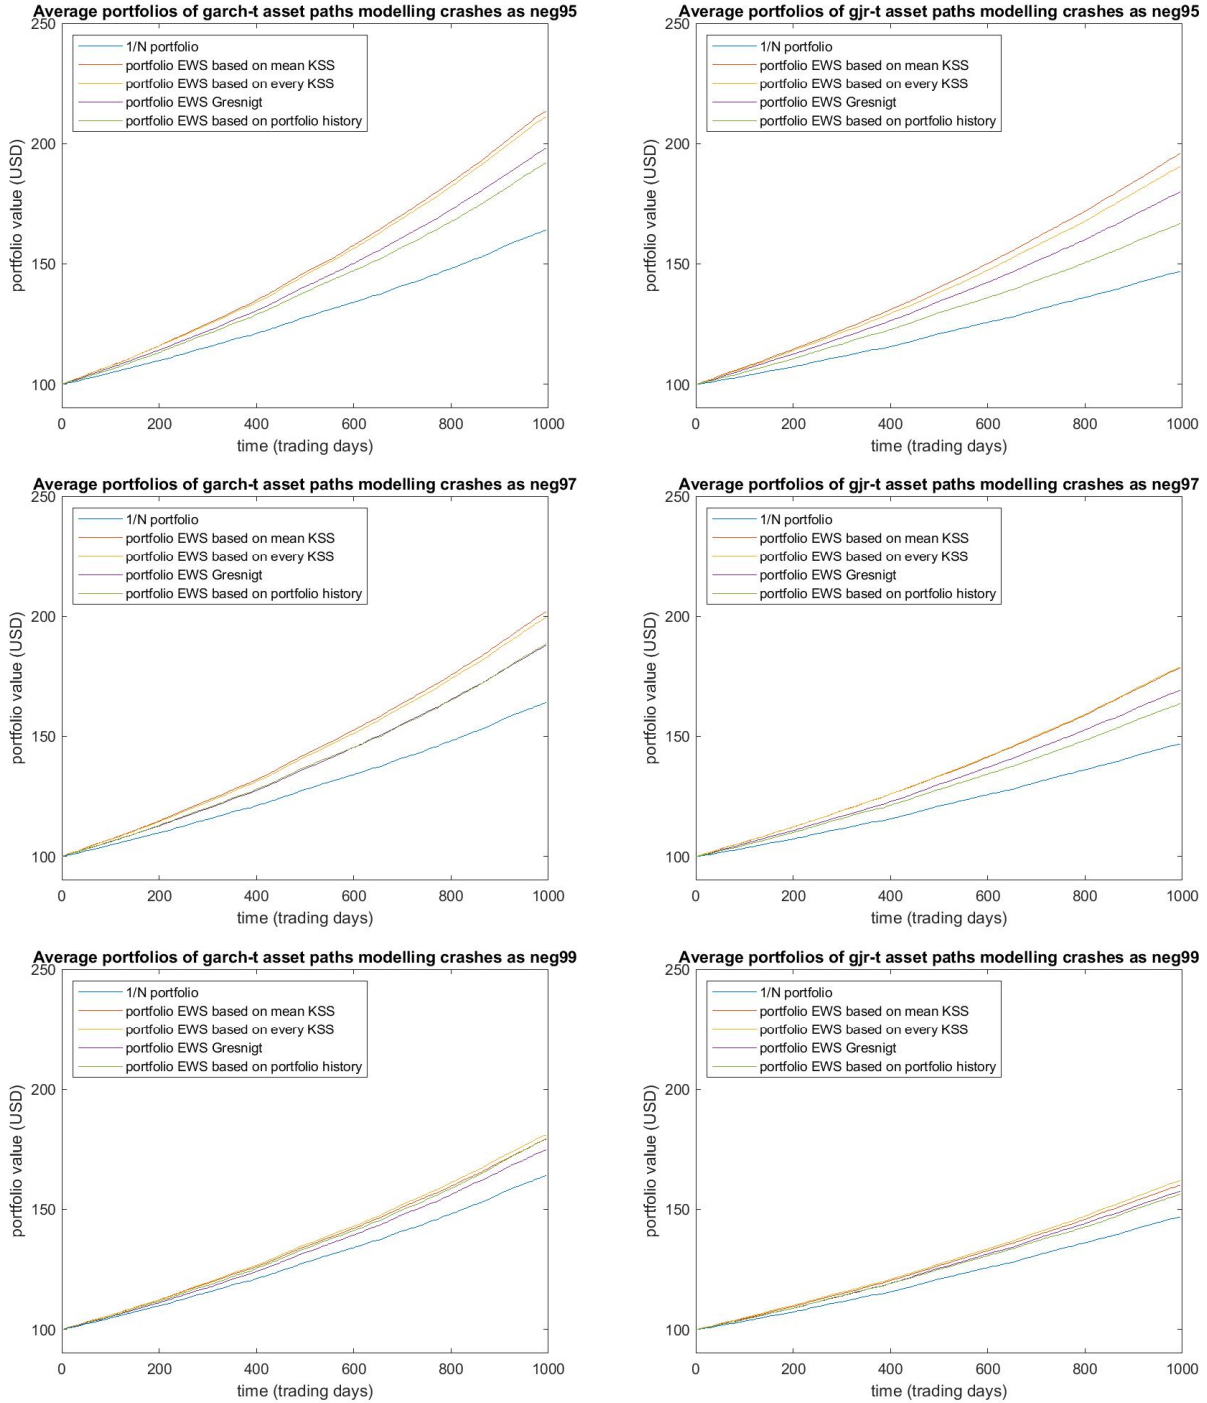 Average portfolios of garch-t asset paths modelling crashes as neg95
250
200
150
100
portfolio value (USD)
1/N portfolio
portfolio EWS based on mean KSS
portfolio EWS based on every KSS
portfolio EWS Gresnigt
portfolio EWS based on portfolio history
0 200 400 600 800 1000
time (trading days)
Average portfolios of gjr-t asset paths modelling crashes as neg95
250
200
150
100
portfolio value (USD)
1/N portfolio
portfolio EWS based on mean KSS
portfolio EWS based on every KSS
portfolio EWS Gresnigt
portfolio EWS based on portfolio history
0 200 400 600 800 1000
time (trading days)
Average portfolios of garch-t asset paths modelling crashes as neg97
250
200
150
100
portfolio value (USD)
1/N portfolio
portfolio EWS based on mean KSS
portfolio EWS based on every KSS
portfolio EWS Gresnigt
portfolio EWS based on portfolio history
0 200 400 600 800 1000
time (trading days)
Average portfolios of gjr-t asset paths modelling crashes as neg97
250
200
150
100
portfolio value (USD)
1/N portfolio
portfolio EWS based on mean KSS
portfolio EWS based on every KSS
portfolio EWS Gresnigt
portfolio EWS based on portfolio history
0 200 400 600 800 1000
time (trading days)
Average portfolios of garch-t asset paths modelling crashes as neg99
250
200
150
100
portfolio value (USD)
1/N portfolio
portfolio EWS based on mean KSS
portfolio EWS based on every KSS
portfolio EWS Gresnigt
portfolio EWS based on portfolio history
0 200 400 600 800 1000
time (trading days)
Average portfolios of gjr-t asset paths modelling crashes as neg99
250
200
150
100
portfolio value (USD)
1/N portfolio
portfolio EWS based on mean KSS
portfolio EWS based on every KSS
portfolio EWS Gresnigt
portfolio EWS based on portfolio history
0 200 400 600 800 1000
time (trading days)